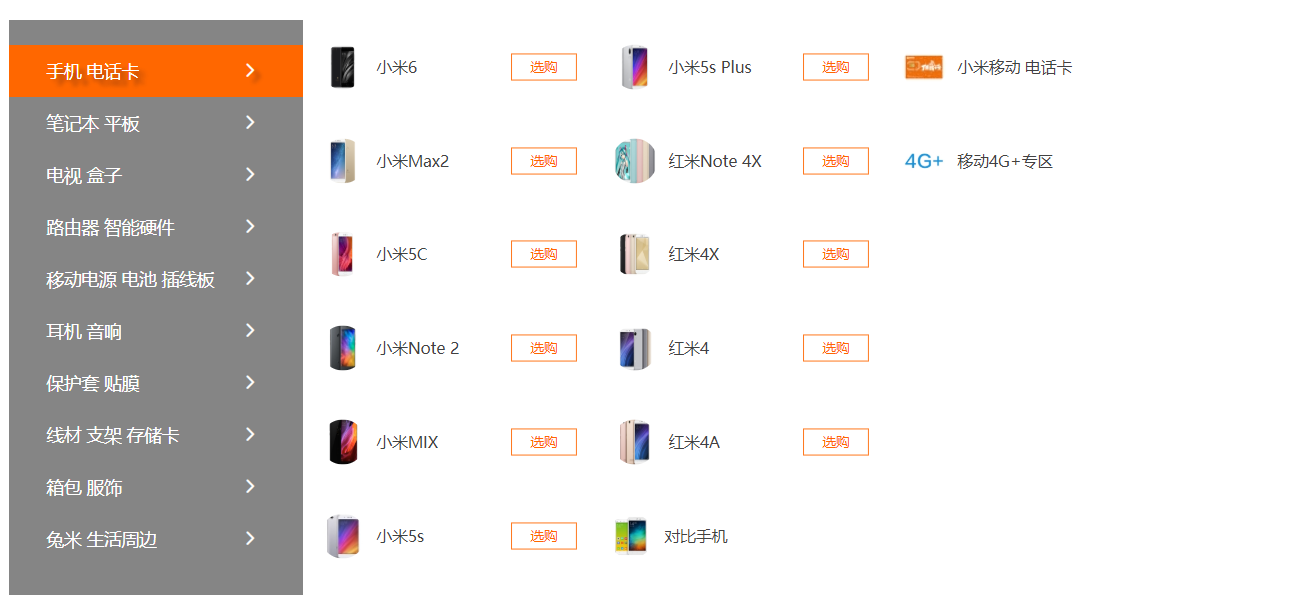 手机 电话卡
笔记本 平板
电视 盒子
路由器 智能硬件
移动电源 电池 插线板
耳机 音响
保护套 贴膜
线材 支架 存储卡
箱包 服饰
兔米 生活周边
小米6 选购 小米5s Plus 选购 小米移动 电话卡
小米Max2 选购 红米Note 4X 选购 4G+ 移动4G+专区
小米5C 选购 红米4X 选购
小米Note 2 选购 红米4 选购
小米MIX 选购 红米4A 选购
小米5s 选购 对比手机